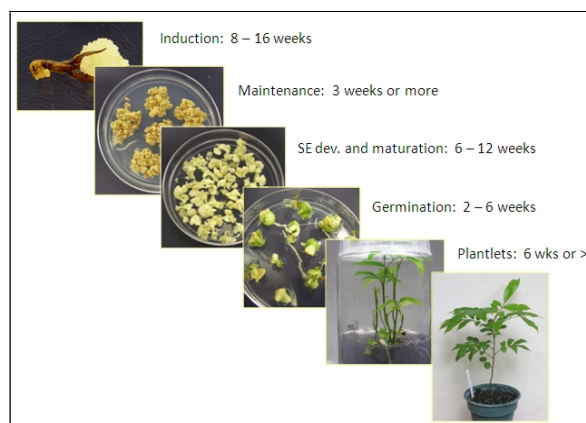 Induction: 8 – 16 weeks
Maintenance: 3 weeks or more
SE dev. and maturation: 6 – 12 weeks
Germination: 2 – 6 weeks
Plantlets: 6 wks or >